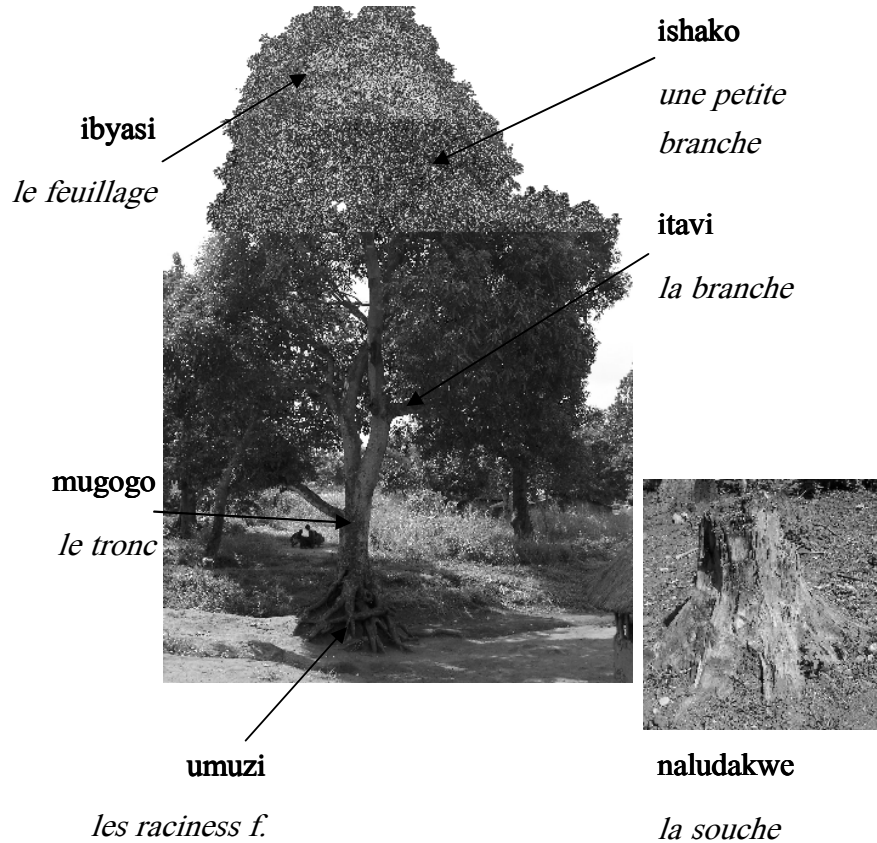 ishako
une petite
branche
ibyasi
le feuillage
itavi
la branche
mugogo
le tronc
umuzi
les raciness f.
naludakwe
la souche